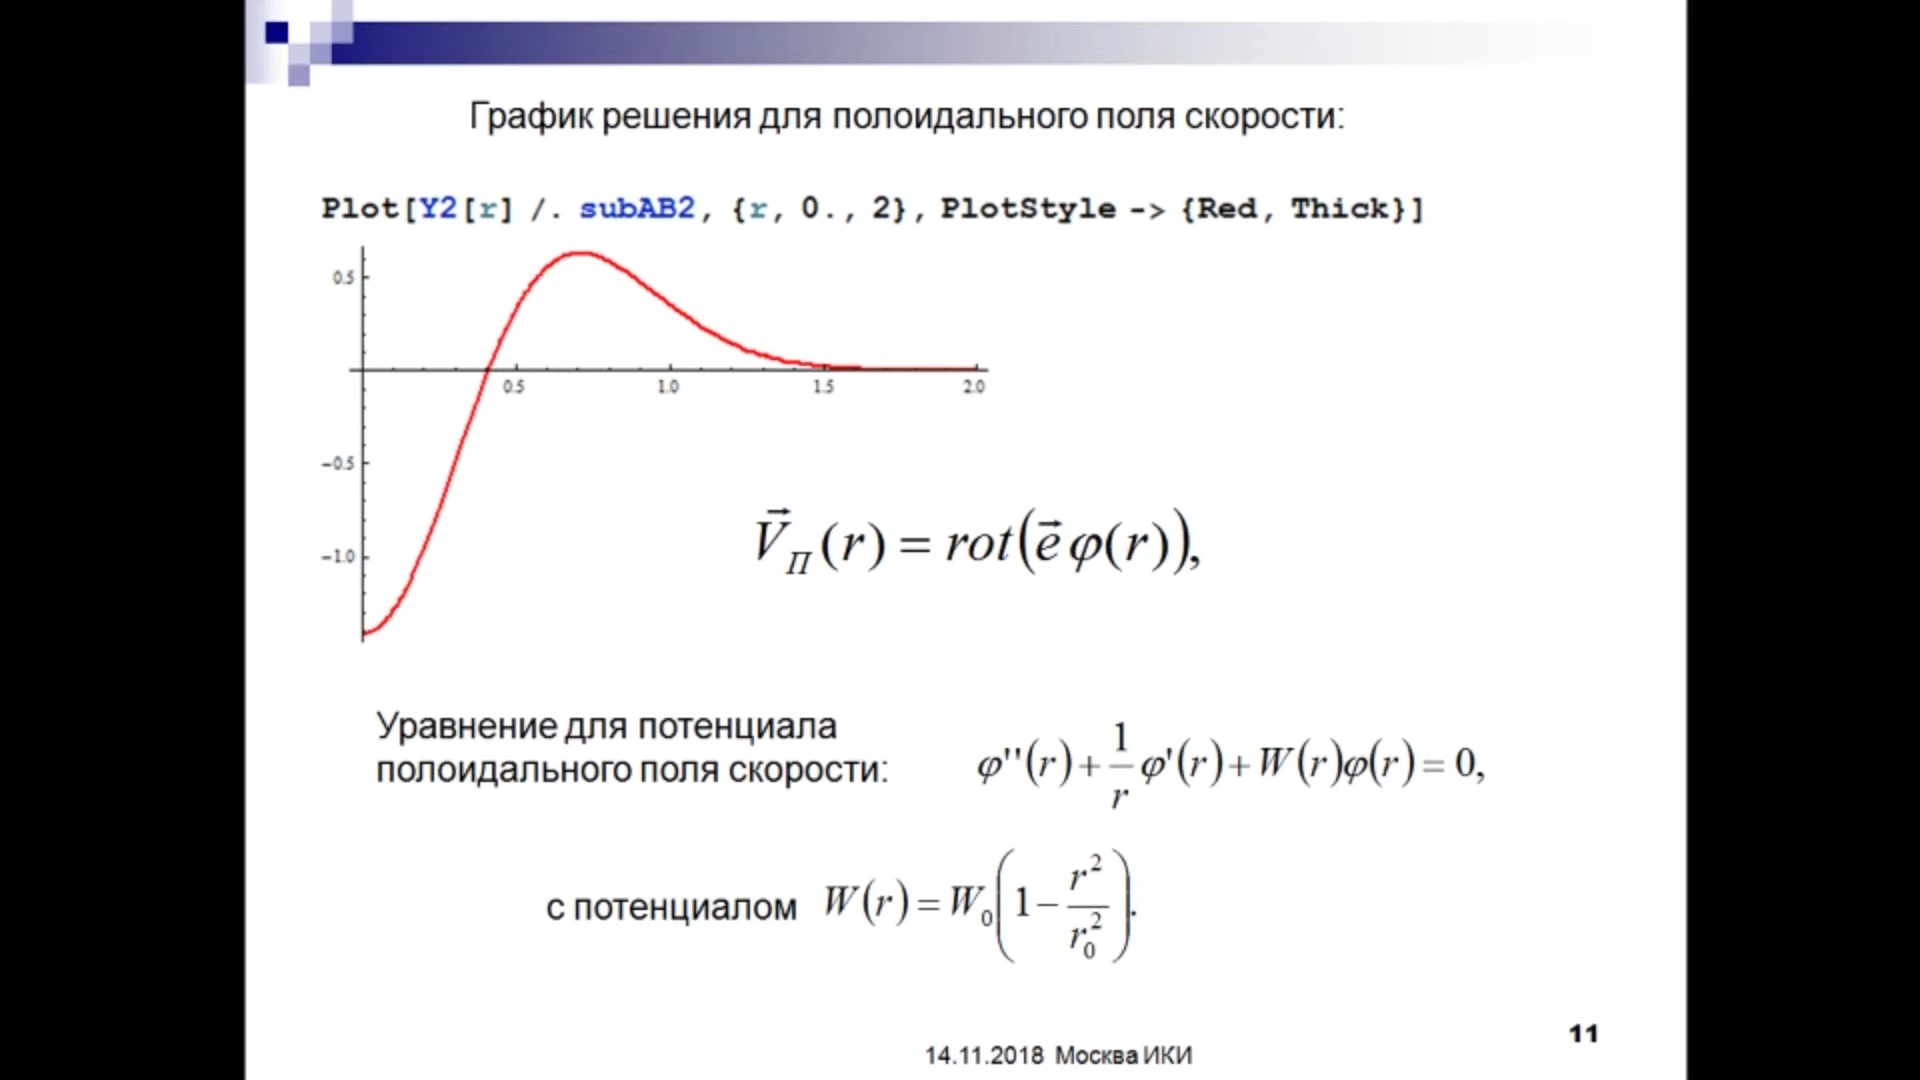 График решения для полоидального поля скорости:
Plot[Y2[r] /. subAB2, {r, 0., 2}, PlotStyle -> {Red, Thick}]
0.5
0.5 1.0 1.5 2.0
−0.5
−1.0
V⃗_П(r) = rot(e⃗ φ(r)),
Уравнение для потенциала
полоидального поля скорости:
φ''(r) + 1/r φ'(r) + W(r)φ(r) = 0,
с потенциалом W(r) = W₀(1 − r²/r₀²).
11
14.11.2018 Москва ИКИ